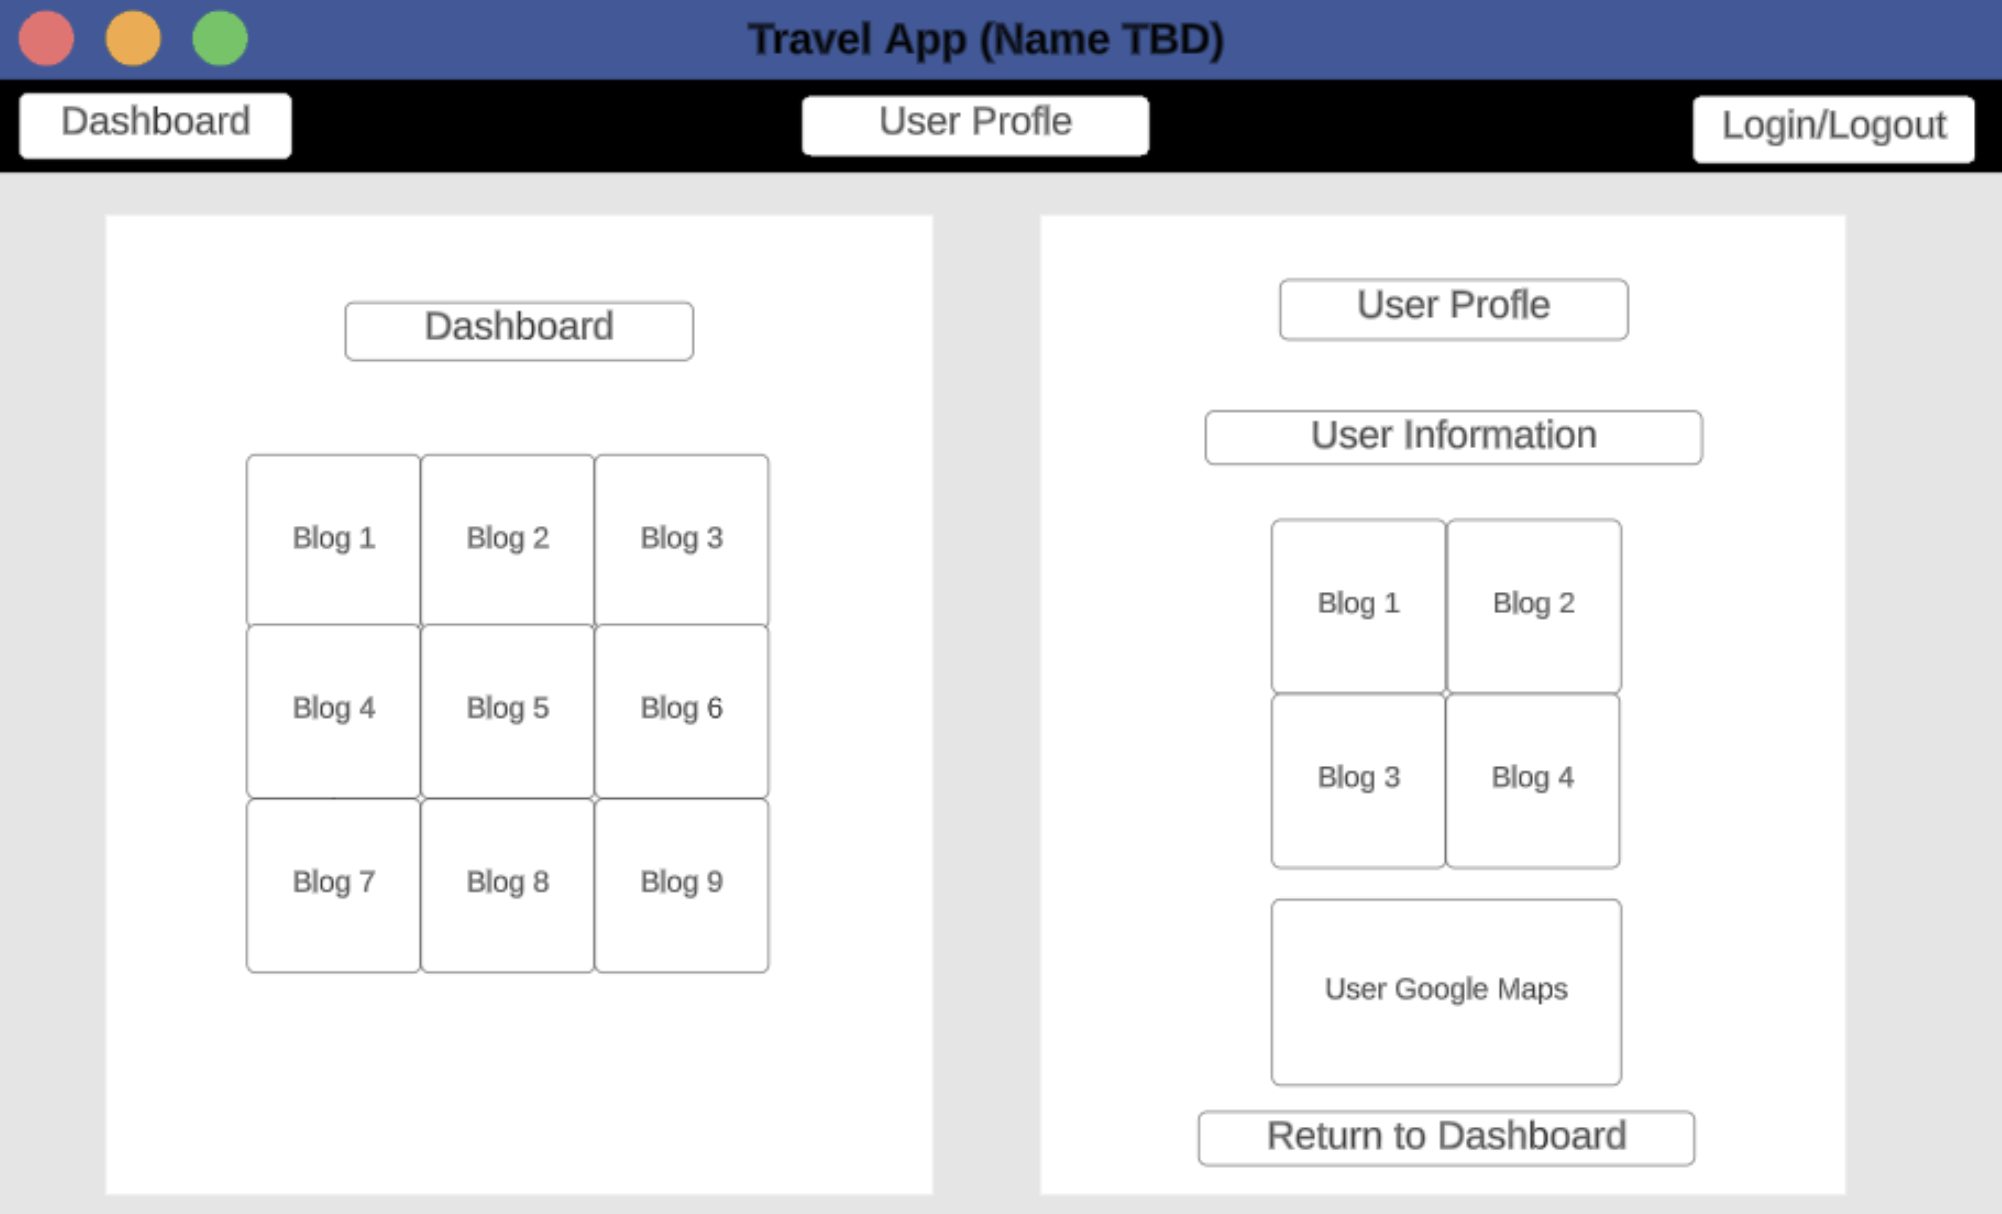 Travel App (Name TBD)
Dashboard
User Profle
Login/Logout
Dashboard
Blog 1
Blog 2
Blog 3
Blog 4
Blog 5
Blog 6
Blog 7
Blog 8
Blog 9
User Profle
User Information
Blog 1
Blog 2
Blog 3
Blog 4
User Google Maps
Return to Dashboard